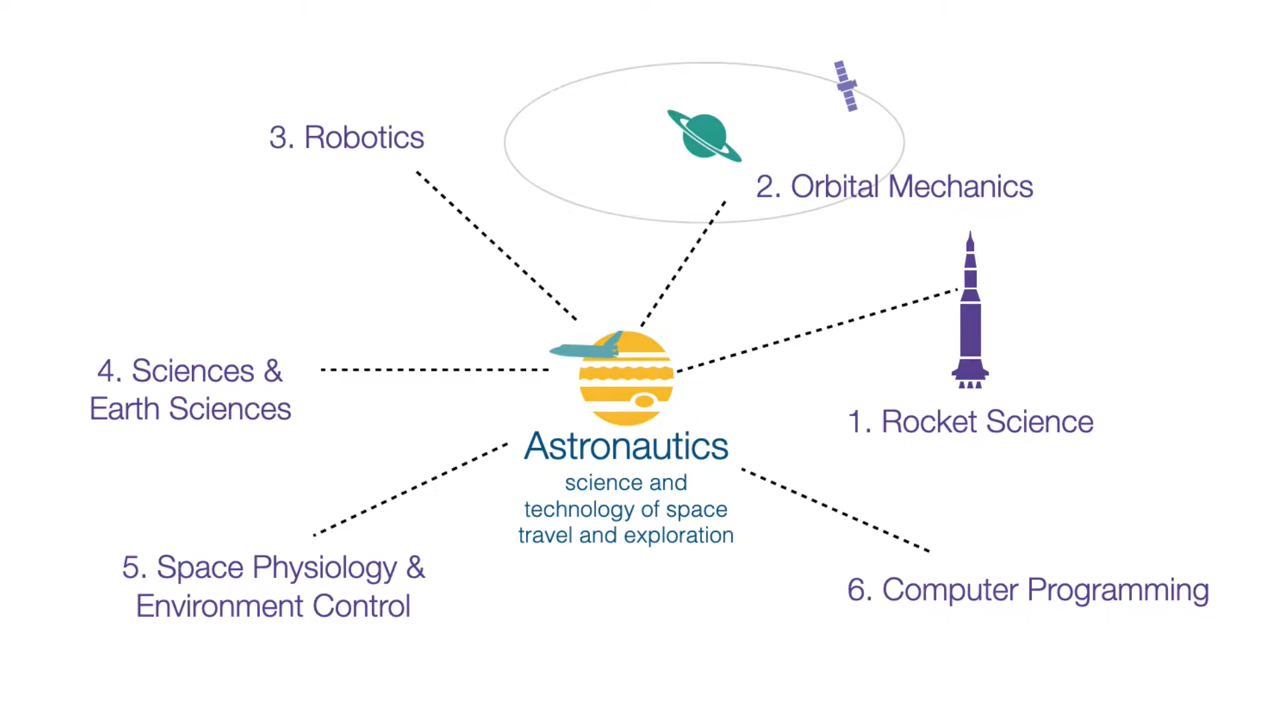 3. Robotics
2. Orbital Mechanics
4. Sciences &
Earth Sciences
1. Rocket Science
Astronautics
science and
technology of space
travel and exploration
5. Space Physiology &
Environment Control
6. Computer Programming